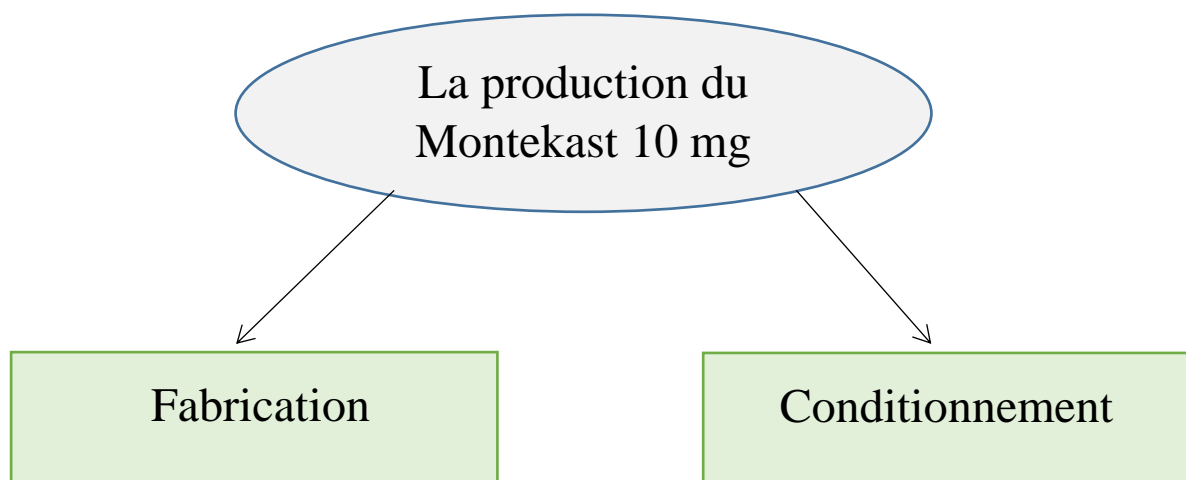 La production du
Montekast 10 mg
Fabrication
Conditionnement